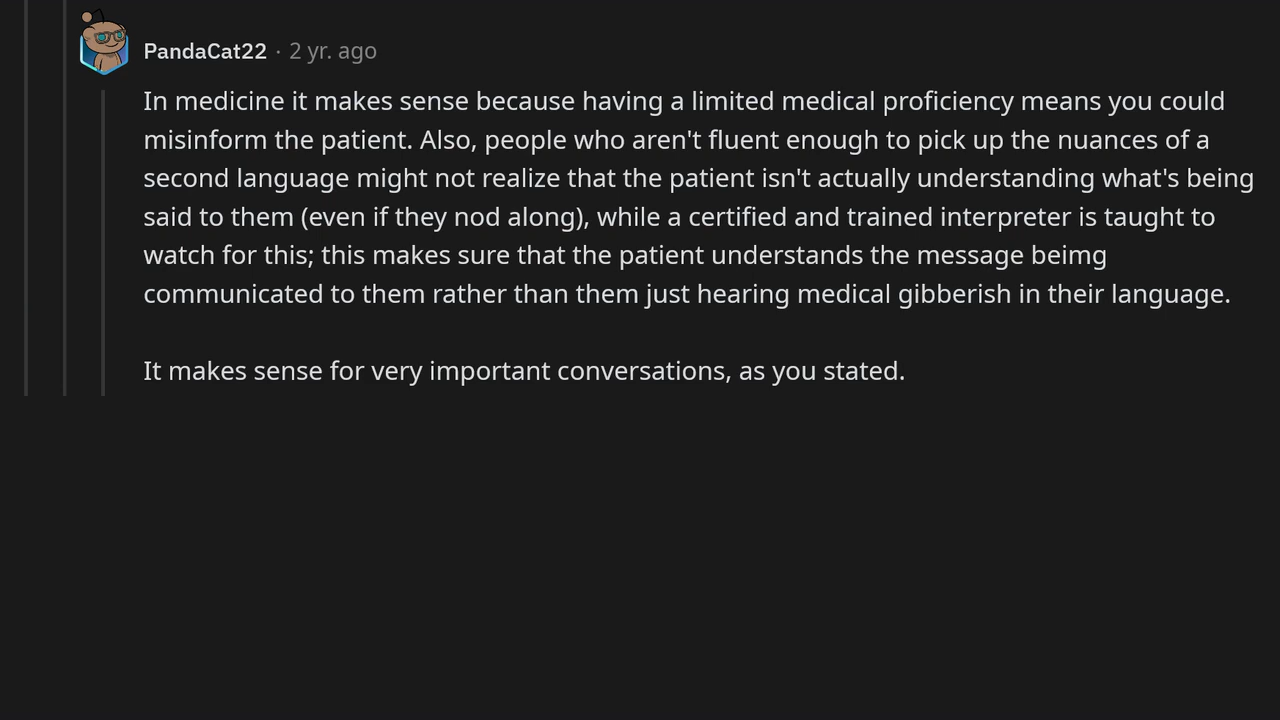 PandaCat22 · 2 yr. ago
In medicine it makes sense because having a limited medical proficiency means you could
misinform the patient. Also, people who aren't fluent enough to pick up the nuances of a
second language might not realize that the patient isn't actually understanding what's being
said to them (even if they nod along), while a certified and trained interpreter is taught to
watch for this; this makes sure that the patient understands the message beimg
communicated to them rather than them just hearing medical gibberish in their language.
It makes sense for very important conversations, as you stated.